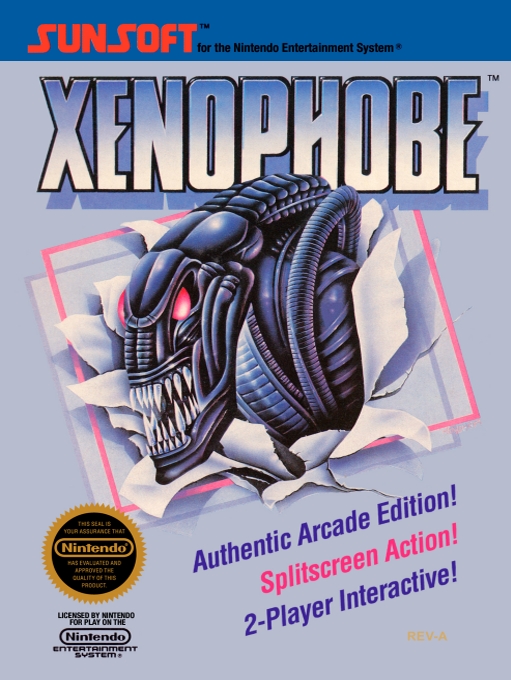 SUNSOFT™ for the Nintendo Entertainment System®
XENOPHOBE™
Authentic Arcade Edition!
Splitscreen Action!
2-Player Interactive!
THIS SEAL IS
YOUR ASSURANCE THAT
Nintendo®
HAS EVALUATED AND
APPROVED THE
QUALITY OF THIS
PRODUCT.
LICENSED BY NINTENDO
FOR PLAY ON THE
Nintendo
ENTERTAINMENT
SYSTEM®
REV-A